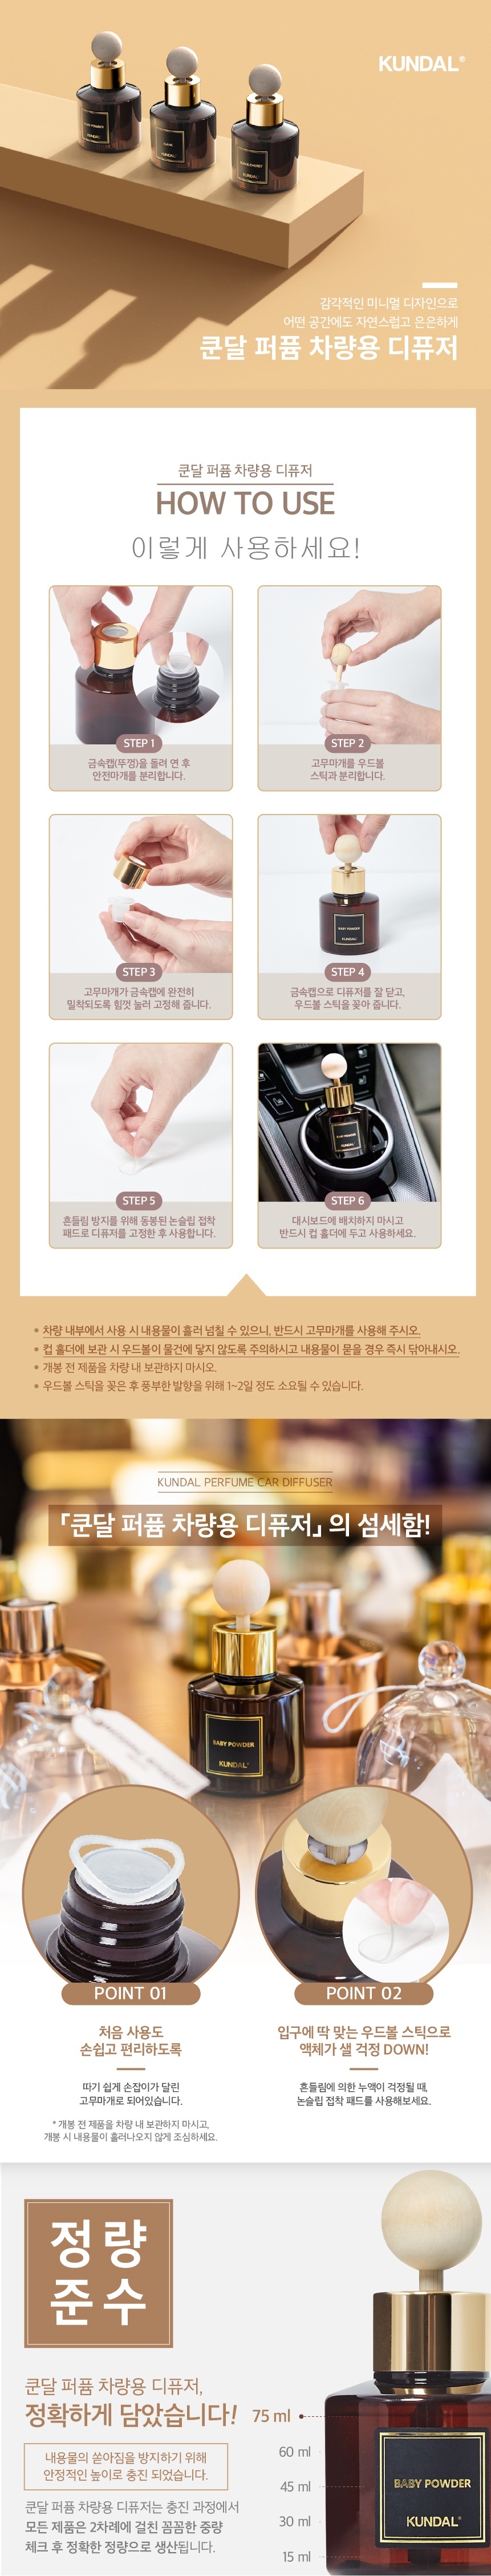 KUNDAL®
BABY POWDER
KUNDAL
KUNDAL
KUNDAL
감각적인 미니멀 디자인으로
어떤 공간에도 자연스럽고 은은하게
쿤달 퍼퓸 차량용 디퓨저
쿤달 퍼퓸 차량용 디퓨저
HOW TO USE
이렇게 사용하세요!
STEP 1
금속캡(뚜껑)을 돌려 연 후
안전마개를 분리합니다.
STEP 2
고무마개를 우드볼
스틱과 분리합니다.
STEP 3
고무마개가 금속캡에 완전히
밀착되도록 힘껏 눌러 고정해 줍니다.
BABY POWDER
KUNDAL
STEP 4
금속캡으로 디퓨저를 잘 닫고,
우드볼 스틱을 꽂아 줍니다.
STEP 5
흔들림 방지를 위해 동봉된 논슬립 접착
패드로 디퓨저를 고정한 후 사용합니다.
BABY POWDER
KUNDAL
STEP 6
대시보드에 배치하지 마시고
반드시 컵 홀더에 두고 사용하세요.
• 차량 내부에서 사용 시 내용물이 흘러 넘칠 수 있으니, 반드시 고무마개를 사용해 주시오.
• 컵 홀더에 보관 시 우드볼이 물건에 닿지 않도록 주의하시고 내용물이 묻을 경우 즉시 닦아내시오.
• 개봉 전 제품을 차량 내 보관하지 마시오.
• 우드볼 스틱을 꽂은 후 풍부한 발향을 위해 1~2일 정도 소요될 수 있습니다.
KUNDAL PERFUME CAR DIFFUSER
「쿤달 퍼퓸 차량용 디퓨저」의 섬세함!
BABY POWDER
KUNDAL®
POINT 01
처음 사용도
손쉽고 편리하도록
따기 쉽게 손잡이가 달린
고무마개로 되어있습니다.
* 개봉 전 제품을 차량 내 보관하지 마시고,
개봉 시 내용물이 흘러나오지 않게 조심하세요.
POINT 02
입구에 딱 맞는 우드볼 스틱으로
액체가 샐 걱정 DOWN!
흔들림에 의한 누액이 걱정될 때,
논슬립 접착 패드를 사용해보세요.
정량
준수
쿤달 퍼퓸 차량용 디퓨저,
정확하게 담았습니다!
내용물의 쏟아짐을 방지하기 위해
안정적인 높이로 충진 되었습니다.
쿤달 퍼퓸 차량용 디퓨저는 충진 과정에서
모든 제품은 2차례에 걸친 꼼꼼한 중량
체크 후 정확한 정량으로 생산됩니다.
75 ml
60 ml
45 ml
30 ml
15 ml
BABY POWDER
KUNDAL®